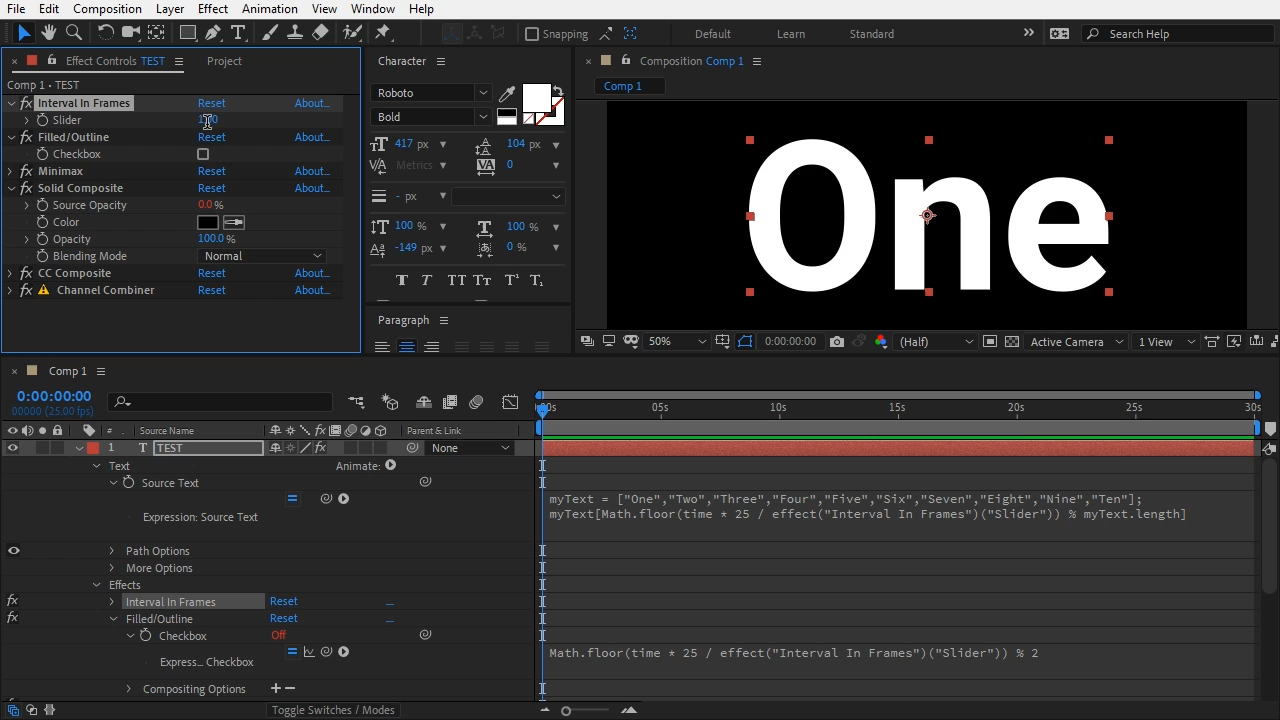 File Edit Composition Layer Effect Animation View Window Help
Snapping Default Learn Standard Search Help
Effect Controls TEST Project
Comp 1 • TEST
Interval In Frames Reset About...
Slider
Filled/Outline Reset About...
Checkbox
Minimax Reset About...
Solid Composite Reset About...
Source Opacity 0.0 %
Color
Opacity 100.0 %
Blending Mode Normal
CC Composite Reset About...
Channel Combiner Reset About...
Character
Roboto
Bold
417 px 104 px
Metrics 0
- px
100 % 100 %
-149 px 0 %
Paragraph
Composition Comp 1
Comp 1
One
50% 0:00:00:00 (Half) Active Camera 1 View
Comp 1
0:00:00:00
00000 (25.00 fps)
05s 10s 15s 20s 25s 30s
# Source Name Parent & Link
1 T TEST None
Text Animate:
Source Text
myText = ["One","Two","Three","Four","Five","Six","Seven","Eight","Nine","Ten"];
Expression: Source Text
myText[Math.floor(time * 25 / effect("Interval In Frames")("Slider")) % myText.length]
Path Options
More Options
Effects
Interval In Frames Reset
Filled/Outline Reset
Checkbox Off
Express... Checkbox
Math.floor(time * 25 / effect("Interval In Frames")("Slider")) % 2
Compositing Options + −
Toggle Switches / Modes